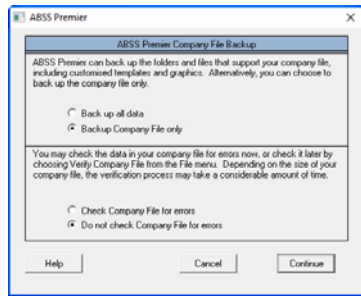 ABSS Premier
ABSS Premier Company File Backup
ABSS Premier can back up the folders and files that support your company file,
including customised templates and graphics. Alternatively, you can choose to
back up the company file only.
Back up all data
Backup Company File only
You may check the data in your company file for errors now, or check it later by
choosing Verify Company File from the File menu. Depending on the size of your
company file, the verification process may take a considerable amount of time.
Check Company File for errors
Do not check Company File for errors
Help Cancel Continue